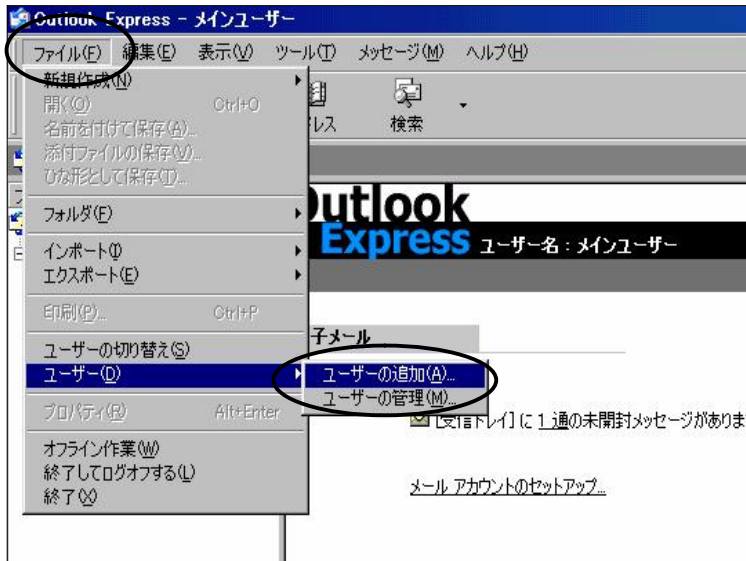 Outlook Express - メインユーザー
ファイル(F) 編集(E) 表示(V) ツール(T) メッセージ(M) ヘルプ(H)
新規作成(N)
開く(O) Ctrl+O
名前を付けて保存(A)...
添付ファイルの保存(V)...
ひな形として保存(T)...
レス 検索
フォルダ(F)
インポート(I)
エクスポート(E)
印刷(P)... Ctrl+P
ユーザーの切り替え(S)
ユーザー(D)
プロパティ(R) Alt+Enter
オフライン作業(W)
終了してログオフする(L)
終了(X)
Outlook
Express ユーザー名 : メインユーザー
子メール
ユーザーの追加(A)...
ユーザーの管理(M)...
[受信トレイ] に 1 通の未開封メッセージがありま
メール アカウントのセットアップ...